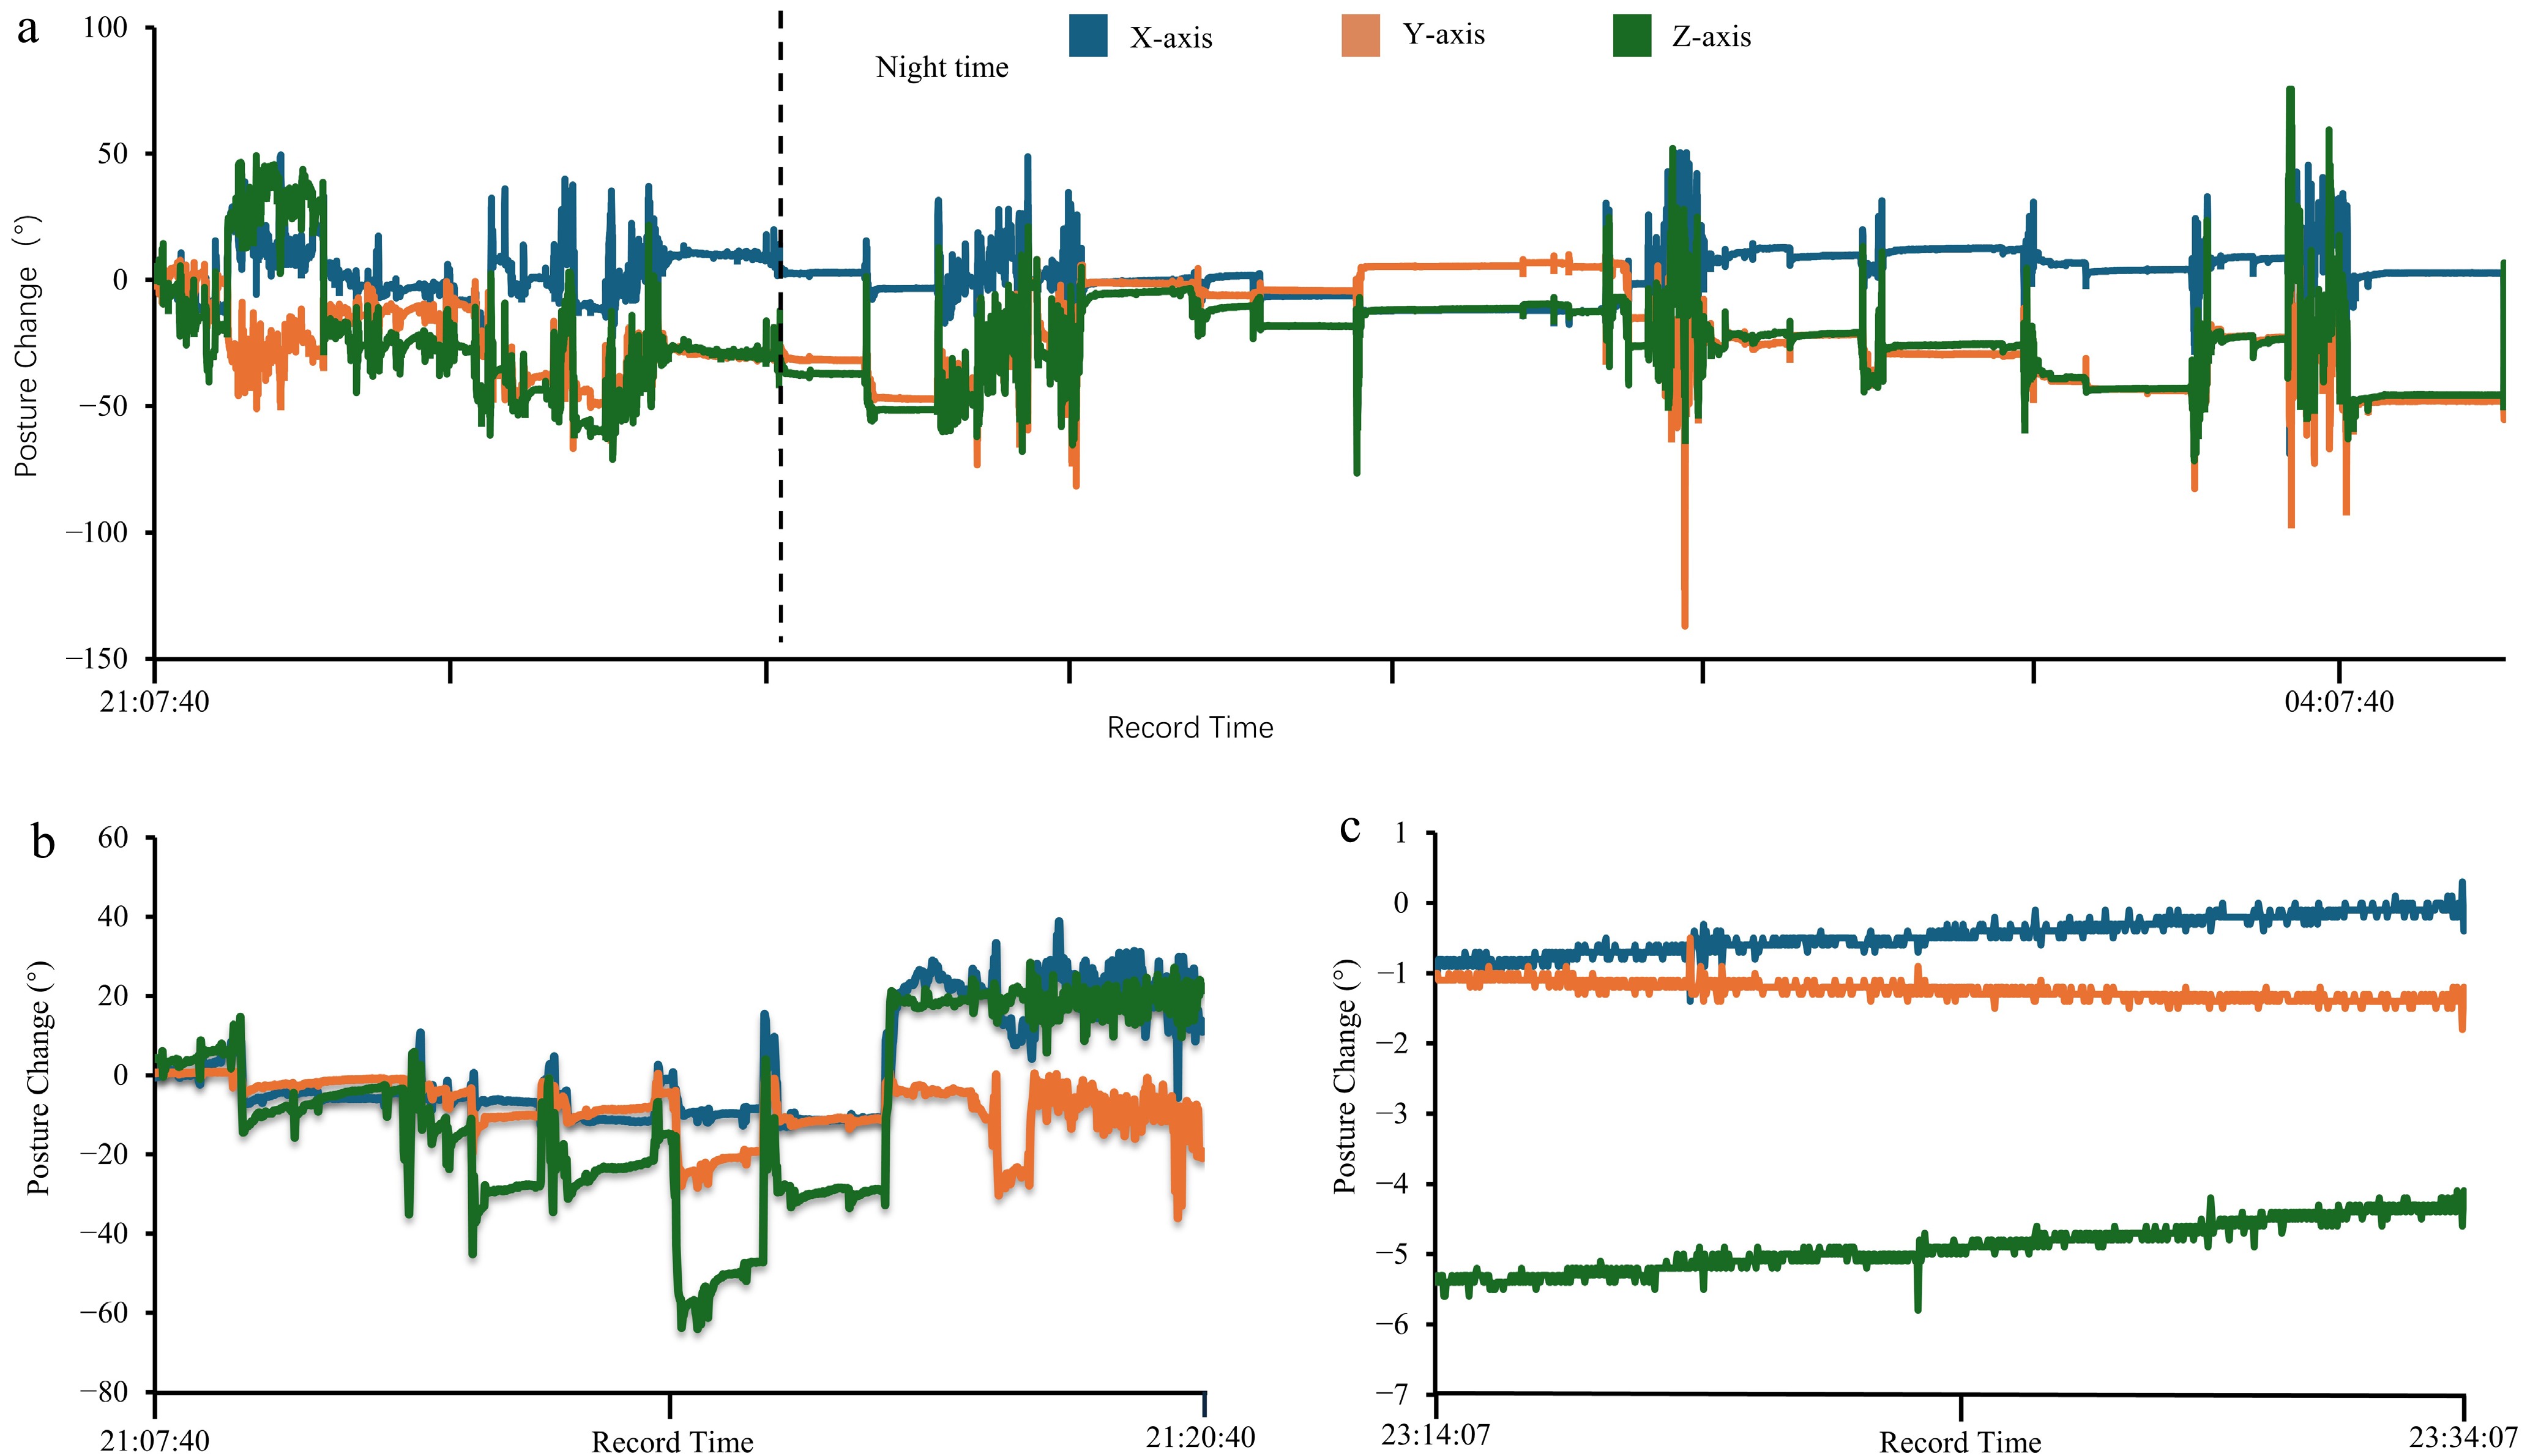 a
X-axis
Y-axis
Z-axis
Night time
100
50
0
−50
−100
−150
Posture Change (°)
21:07:40
04:07:40
Record Time
b
60
40
20
0
−20
−40
−60
−80
Posture Change (°)
21:07:40
Record Time
21:20:40
c
1
0
−1
−2
−3
−4
−5
−6
−7
Posture Change (°)
23:14:07
Record Time
23:34:07